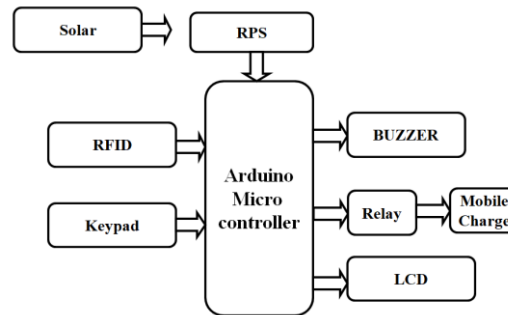 Solar
RPS
RFID
Keypad
Arduino
Micro
controller
BUZZER
Relay
Mobile
Charge
LCD